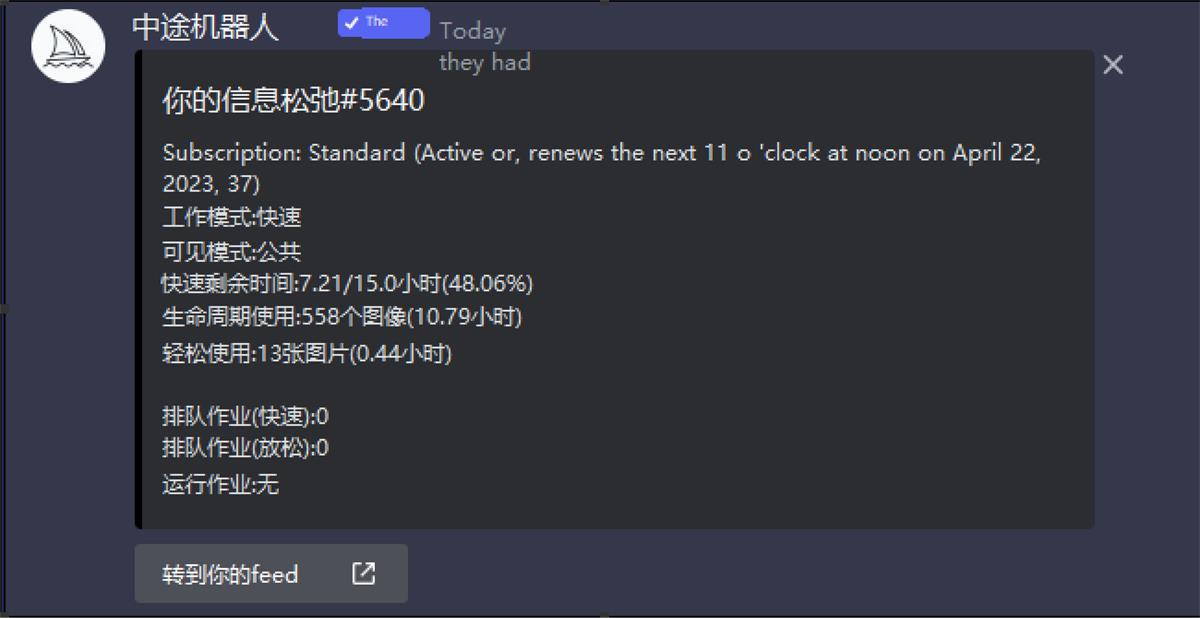 中途机器人
The
Today
they had
你的信息松弛#5640
Subscription: Standard (Active or, renews the next 11 o 'clock at noon on April 22,
2023, 37)
工作模式:快速
可见模式:公共
快速剩余时间:7.21/15.0小时(48.06%)
生命周期使用:558个图像(10.79小时)
轻松使用:13张图片(0.44小时)
排队作业(快速):0
排队作业(放松):0
运行作业:无
转到你的feed